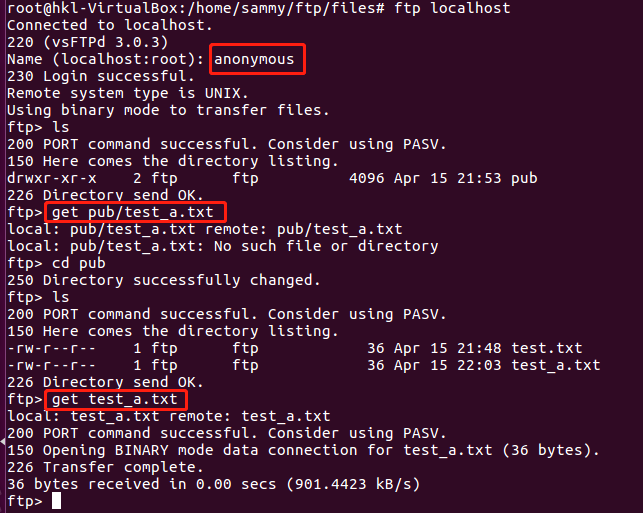 root@hkl-VirtualBox:/home/sammy/ftp/files# ftp localhost
Connected to localhost.
220 (vsFTPd 3.0.3)
Name (localhost:root): anonymous
230 Login successful.
Remote system type is UNIX.
Using binary mode to transfer files.
ftp> ls
200 PORT command successful. Consider using PASV.
150 Here comes the directory listing.
drwxr-xr-x    2 ftp      ftp          4096 Apr 15 21:53 pub
226 Directory send OK.
ftp> get pub/test_a.txt
local: pub/test_a.txt remote: pub/test_a.txt
local: pub/test_a.txt: No such file or directory
ftp> cd pub
250 Directory successfully changed.
ftp> ls
200 PORT command successful. Consider using PASV.
150 Here comes the directory listing.
-rw-r--r--    1 ftp      ftp            36 Apr 15 21:48 test.txt
-rw-r--r--    1 ftp      ftp            36 Apr 15 22:03 test_a.txt
226 Directory send OK.
ftp> get test_a.txt
local: test_a.txt remote: test_a.txt
200 PORT command successful. Consider using PASV.
150 Opening BINARY mode data connection for test_a.txt (36 bytes).
226 Transfer complete.
36 bytes received in 0.00 secs (901.4423 kB/s)
ftp>